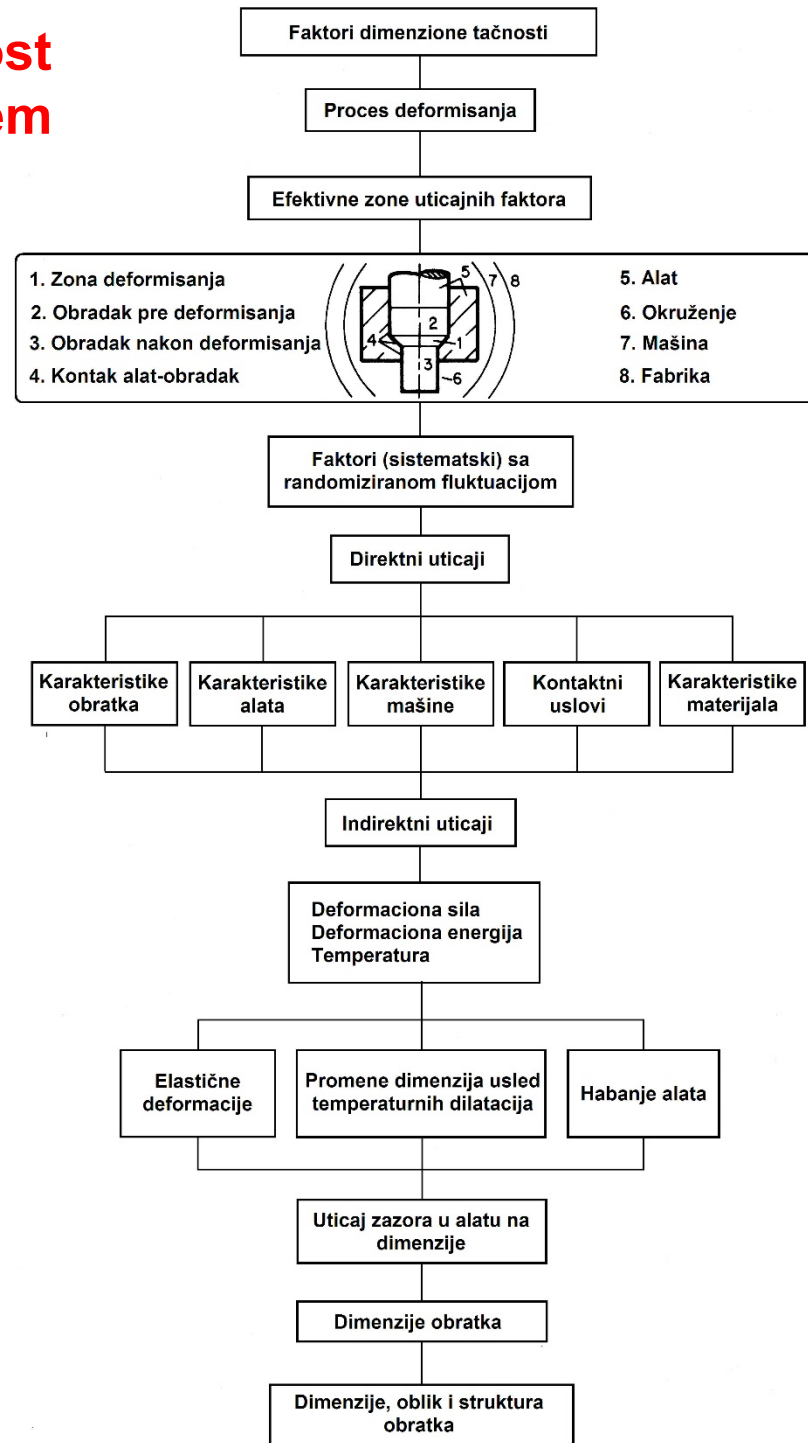 ost
em
Faktori dimenzione tačnosti
Proces deformisanja
Efektivne zone uticajnih faktora
1. Zona deformisanja
2. Obradak pre deformisanja
3. Obradak nakon deformisanja
4. Kontak alat-obradak
5
7
8
2
1
4
3
6
5. Alat
6. Okruženje
7. Mašina
8. Fabrika
Faktori (sistematski) sa
randomiziranom fluktuacijom
Direktni uticaji
Karakteristike
obratka
Karakteristike
alata
Karakteristike
mašine
Kontaktni
uslovi
Karakteristike
materijala
Indirektni uticaji
Deformaciona sila
Deformaciona energija
Temperatura
Elastične
deformacije
Promene dimenzija usled
temperaturnih dilatacija
Habanje alata
Uticaj zazora u alatu na
dimenzije
Dimenzije obratka
Dimenzije, oblik i struktura
obratka